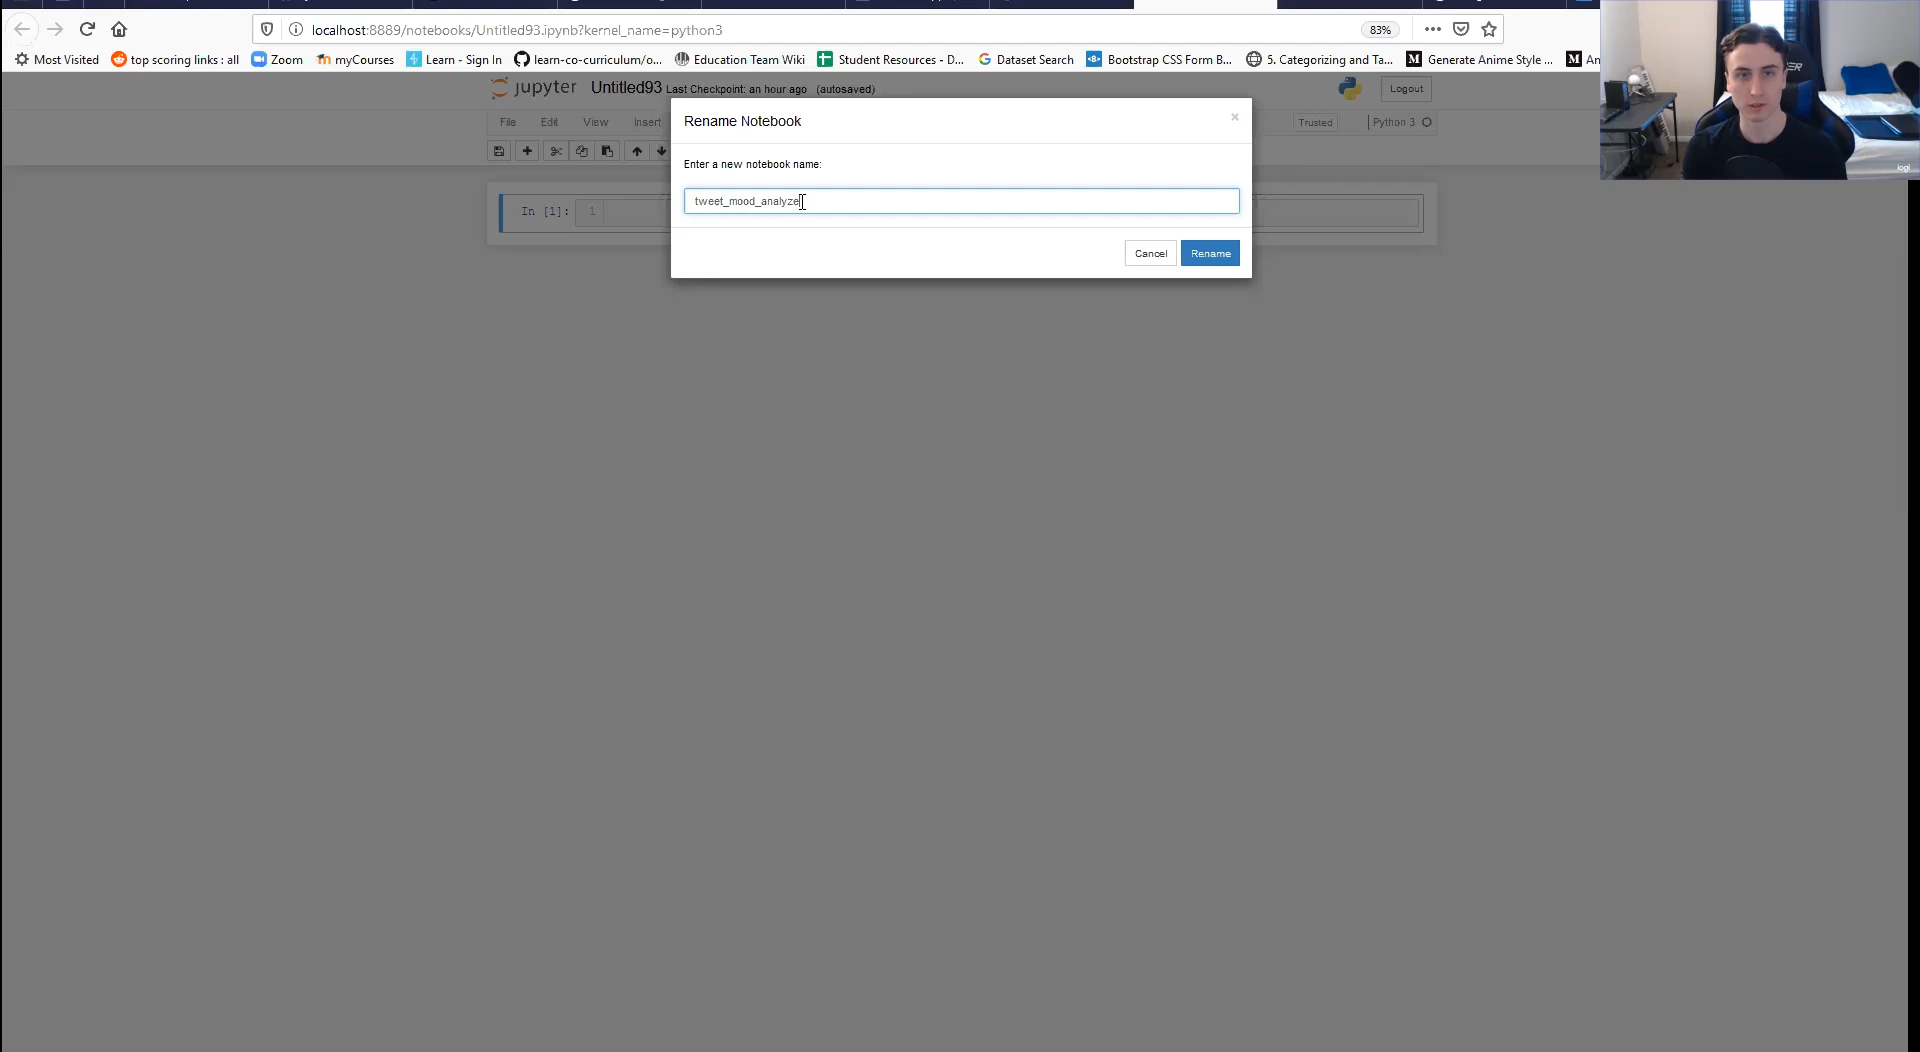 localhost:8889/notebooks/Untitled93.ipynb?kernel_name=python3
83%
Most Visited
top scoring links : all
Zoom
myCourses
Learn - Sign In
learn-co-curriculum/o...
Education Team Wiki
Student Resources - D...
Dataset Search
Bootstrap CSS Form B...
5. Categorizing and Ta...
Generate Anime Style ...
An
jupyter
Untitled93
Last Checkpoint: an hour ago
(autosaved)
Logout
File
Edit
View
Insert
Trusted
Python 3
Rename Notebook
×
Enter a new notebook name:
tweet_mood_analyze
In [1]:
1
Cancel
Rename
logi